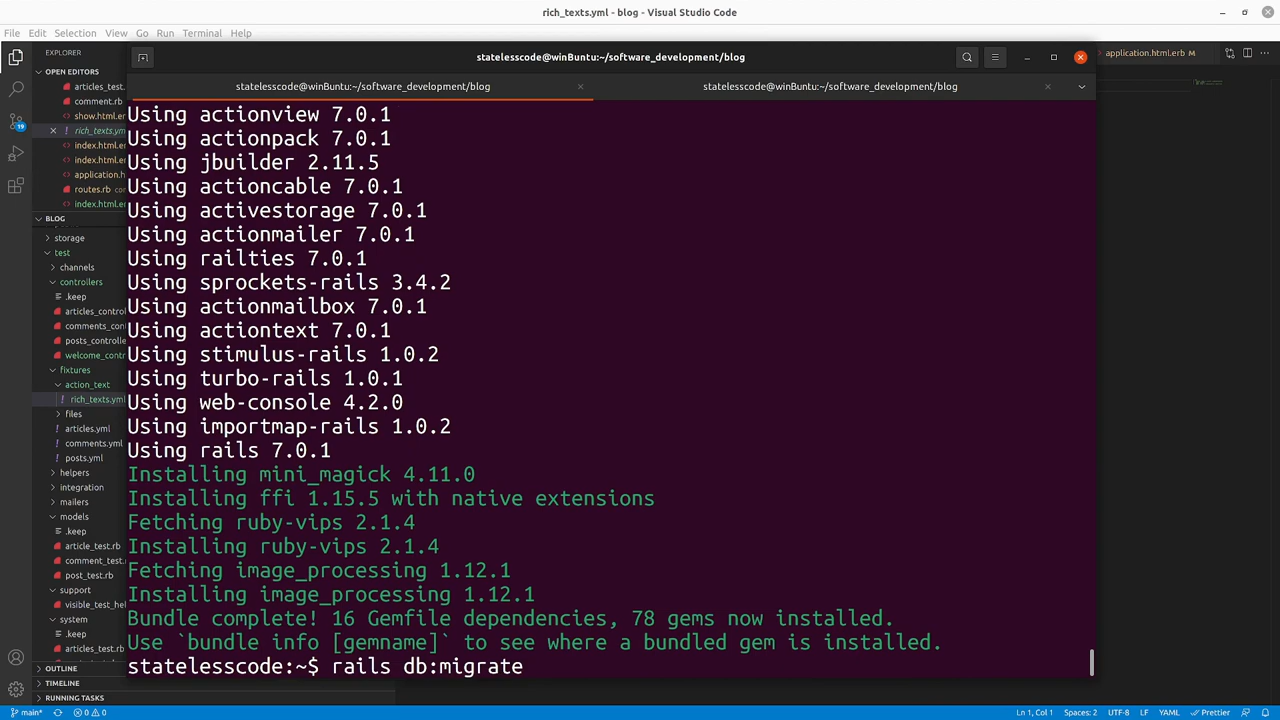 rich_texts.yml - blog - Visual Studio Code
File Edit Selection View Go Run Terminal Help
EXPLORER
statelesscode@winBuntu:~/software_development/blog
application.html.erb M
OPEN EDITORS
statelesscode@winBuntu:~/software_development/blog
statelesscode@winBuntu:~/software_development/blog
articles_test.
comment.rb
show.html.er
rich_texts.ym
index.html.er
index.html.er
application.h
routes.rb co
index.html.er
BLOG
storage
test
channels
controllers
.keep
articles_contro
comments_cont
posts_controlle
welcome_contr
fixtures
action_text
rich_texts.yml
files
articles.yml
comments.yml
posts.yml
helpers
integration
mailers
models
.keep
article_test.rb
comment_test.
post_test.rb
support
visible_test_hel
system
.keep
articles_test.rb
OUTLINE
TIMELINE
RUNNING TASKS
19
Using actionview 7.0.1
Using actionpack 7.0.1
Using jbuilder 2.11.5
Using actioncable 7.0.1
Using activestorage 7.0.1
Using actionmailer 7.0.1
Using railties 7.0.1
Using sprockets-rails 3.4.2
Using actionmailbox 7.0.1
Using actiontext 7.0.1
Using stimulus-rails 1.0.2
Using turbo-rails 1.0.1
Using web-console 4.2.0
Using importmap-rails 1.0.2
Using rails 7.0.1
Installing mini_magick 4.11.0
Installing ffi 1.15.5 with native extensions
Fetching ruby-vips 2.1.4
Installing ruby-vips 2.1.4
Fetching image_processing 1.12.1
Installing image_processing 1.12.1
Bundle complete! 16 Gemfile dependencies, 78 gems now installed.
Use `bundle info [gemname]` to see where a bundled gem is installed.
statelesscode:~$ rails db:migrate
main* 0 0 Ln 1, Col 1 Spaces: 2 UTF-8 LF YAML Prettier